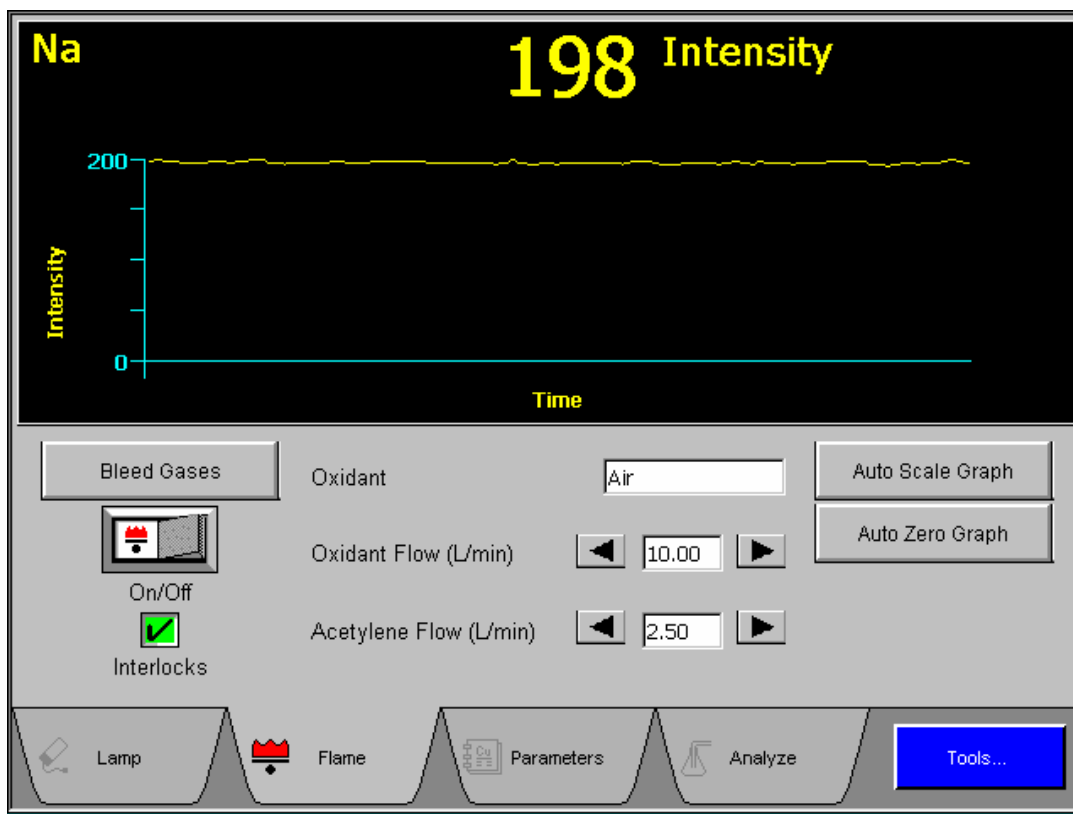 Na
198 Intensity
200
Intensity
0
Time
Bleed Gases
On/Off
Interlocks
Oxidant
Air
Oxidant Flow (L/min)
10.00
Acetylene Flow (L/min)
2.50
Auto Scale Graph
Auto Zero Graph
Lamp
Flame
Cu
Parameters
Analyze
Tools...